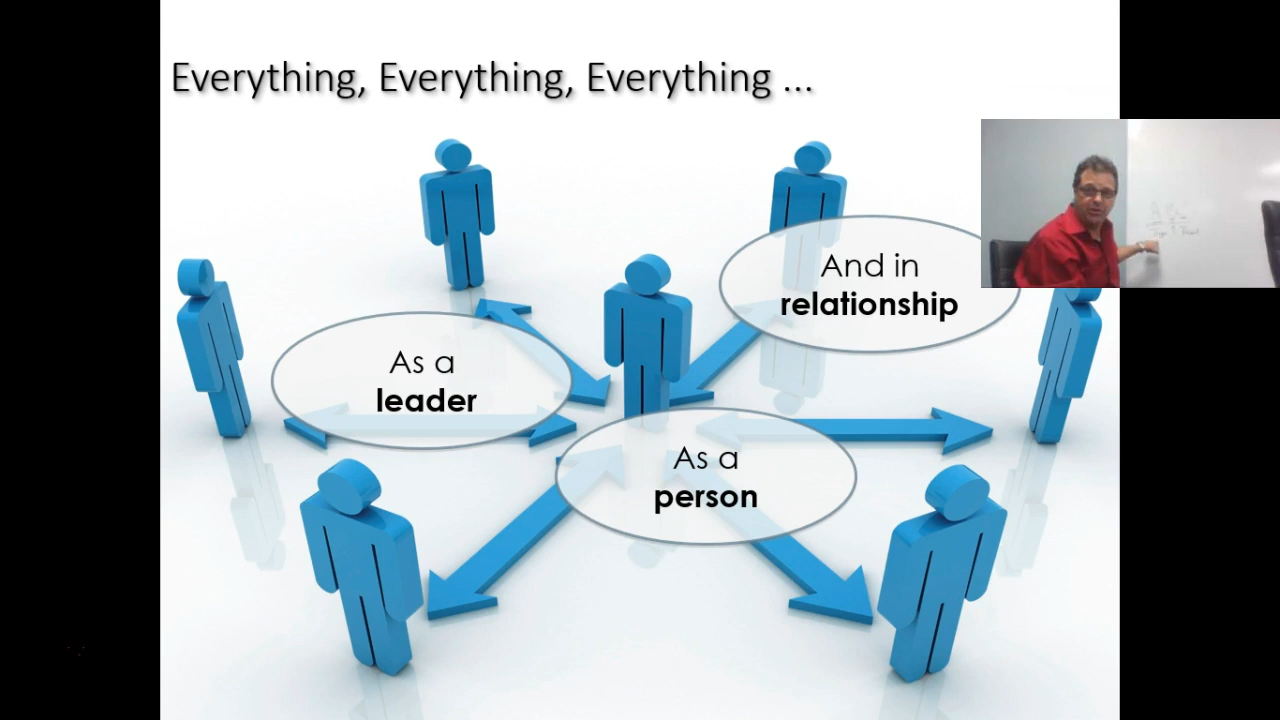 Everything, Everything, Everything ...
And in
relationship
As a
leader
As a
person